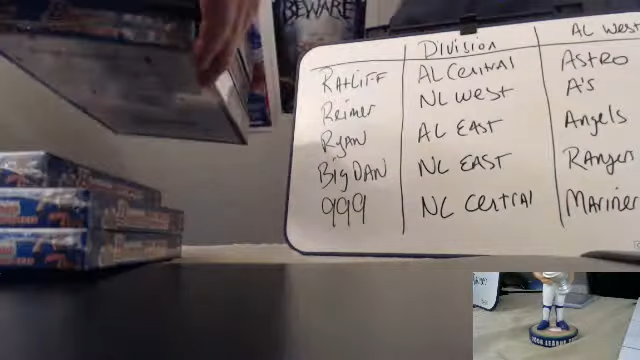 BEWARE
Division AL West
Ratliff AL Central Astro
Reimer NL West A's
Ryan AL East Angels
Big Dan NL East Rangers
999 NL Central Mariner